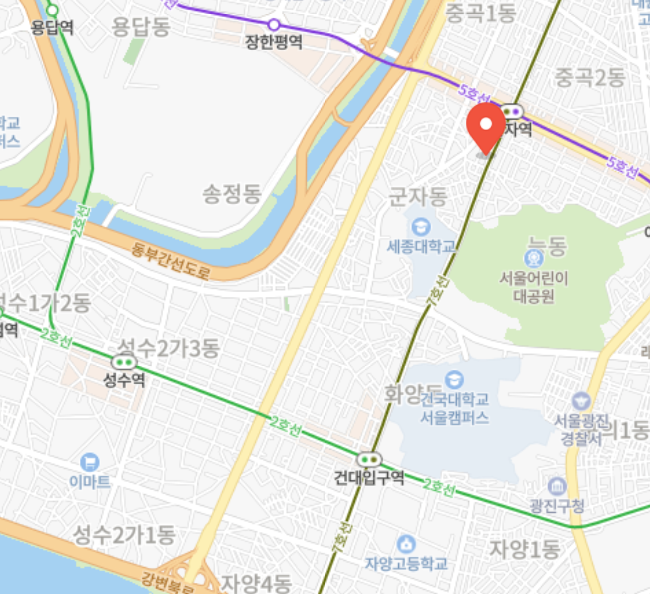 중곡1동
용답역
용답동
장한평역
중곡2동
5호선
자역
5호선
송정동
군자동
2호선
세종대학교
능동
동부간선도로
서울어린이
대공원
7호선
성수1가2동
2호선
성수2가3동
성수역
화양동
건국대학교
서울캠퍼스
서울광진
경찰서
2호선
건대입구역
이마트
2호선
광진구청
성수2가1동
7호선
자양1동
자양고등학교
강변북로
자양4동